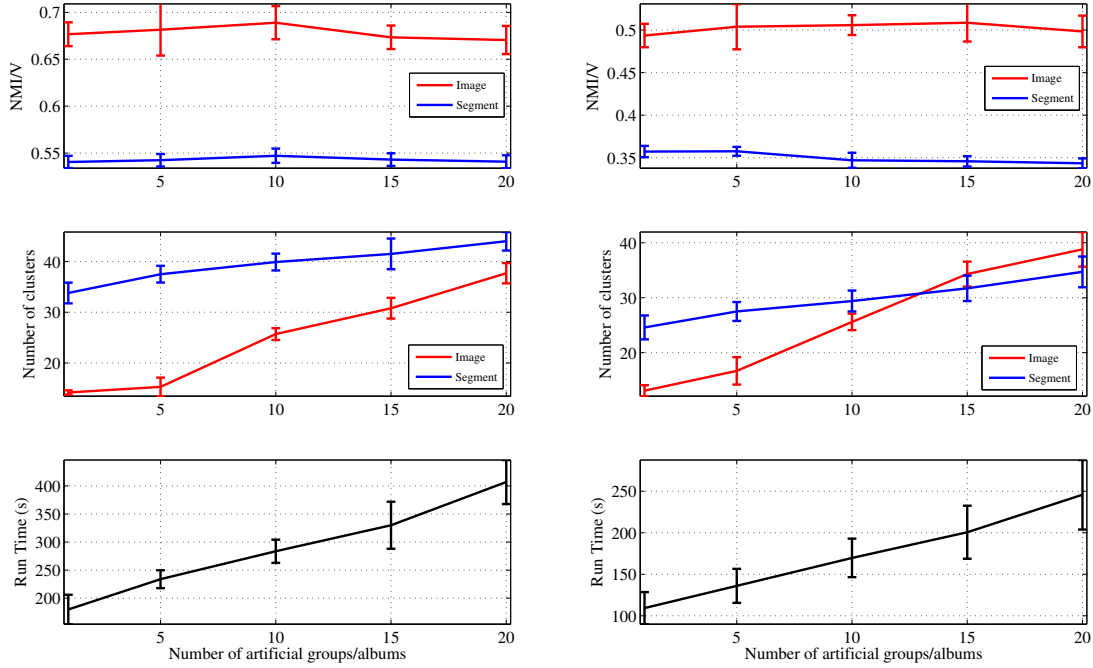 0.7
0.65
0.6
0.55
NMI/V
Image
Segment
5 10 15 20
0.5
0.45
0.4
0.35
NMI/V
Image
Segment
5 10 15 20
40
30
20
Number of clusters
Image
Segment
5 10 15 20
40
30
20
Number of clusters
Image
Segment
5 10 15 20
400
350
300
250
200
Run Time (s)
5 10 15 20
Number of artificial groups/albums
250
200
150
100
Run Time (s)
5 10 15 20
Number of artificial groups/albums